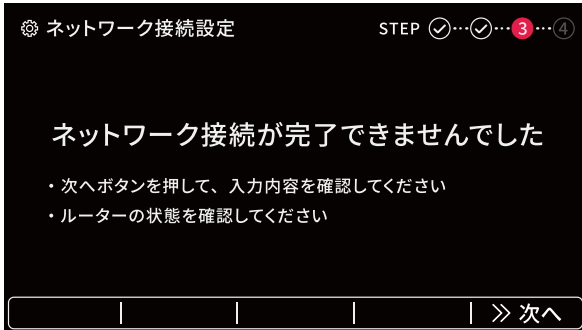 ネットワーク接続設定
STEP 3 4
ネットワーク接続が完了できませんでした
・次へボタンを押して、入力内容を確認してください
・ルーターの状態を確認してください
次へ